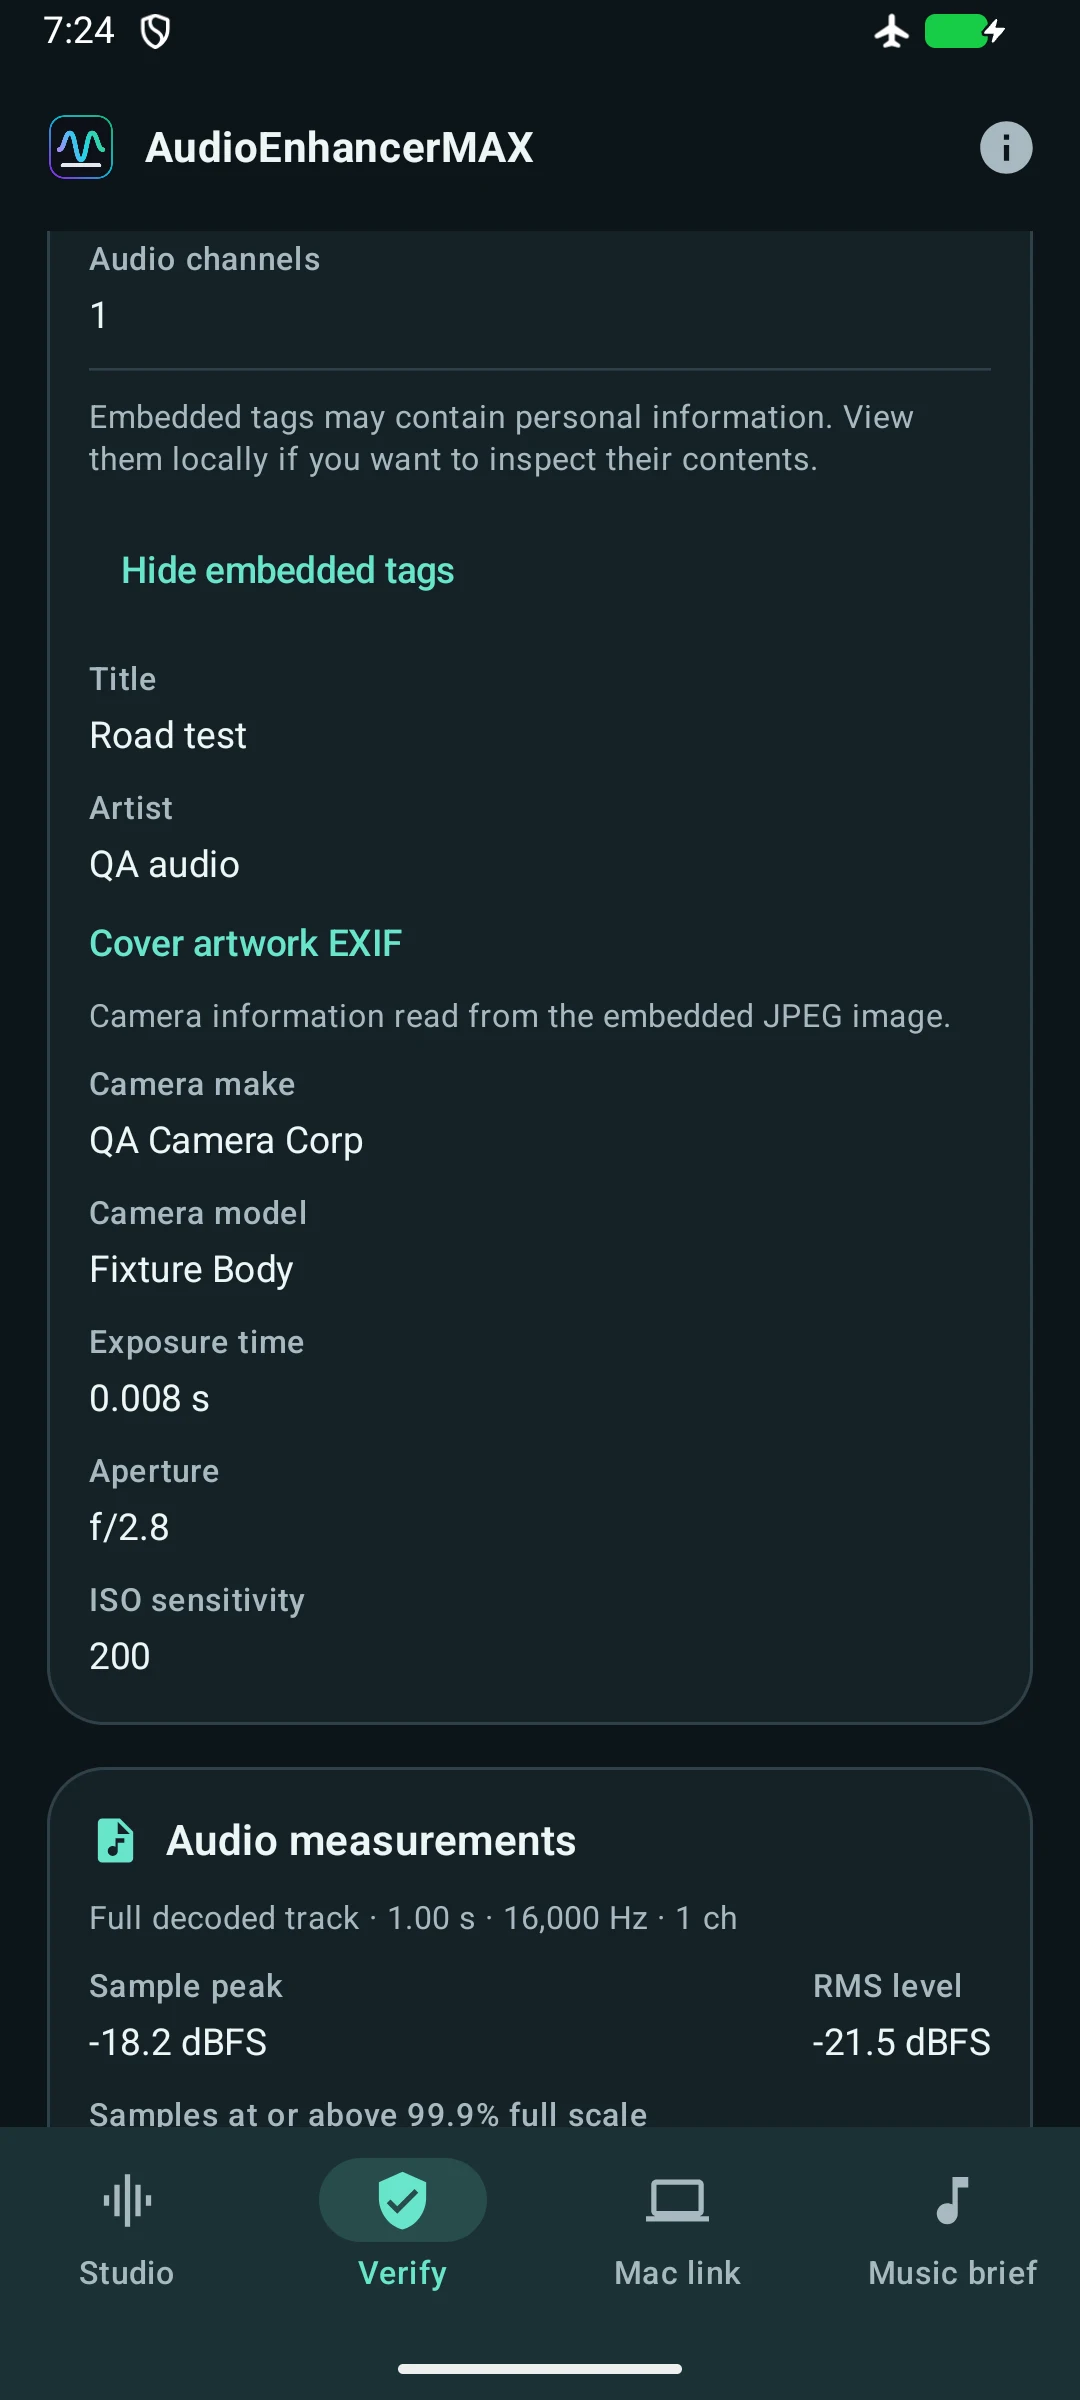 7:24
AudioEnhancerMAX
Audio channels
1
Embedded tags may contain personal information. View
them locally if you want to inspect their contents.
Hide embedded tags
Title
Road test
Artist
QA audio
Cover artwork EXIF
Camera information read from the embedded JPEG image.
Camera make
QA Camera Corp
Camera model
Fixture Body
Exposure time
0.008 s
Aperture
f/2.8
ISO sensitivity
200
Audio measurements
Full decoded track · 1.00 s · 16,000 Hz · 1 ch
Sample peak
RMS level
-18.2 dBFS
-21.5 dBFS
Samples at or above 99.9% full scale
Studio
Verify
Mac link
Music brief